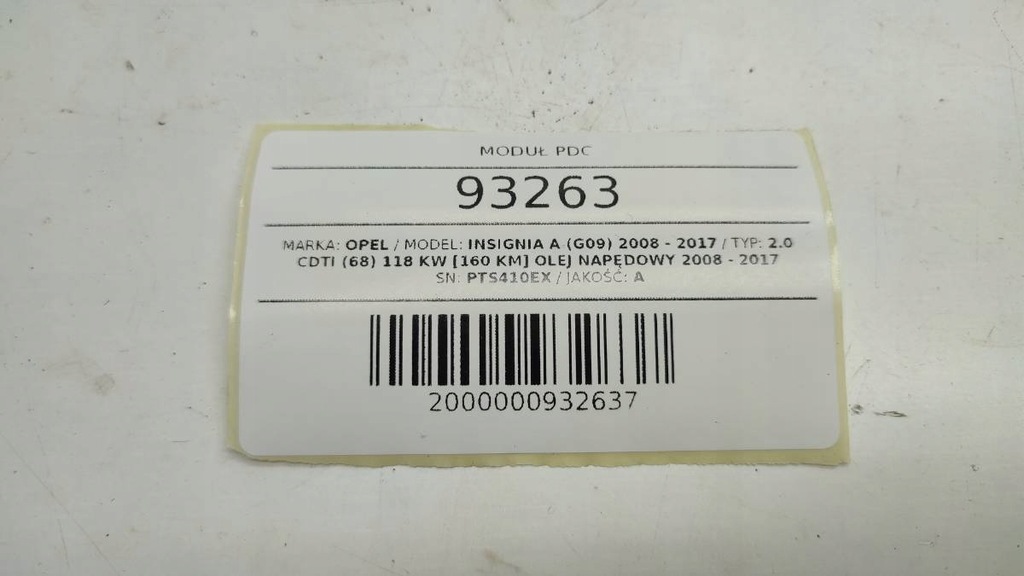 MODUŁ PDC
93263
MARKA: OPEL / MODEL: INSIGNIA A (G09) 2008 - 2017 / TYP: 2.0
CDTI (68) 118 KW [160 KM] OLEJ NAPĘDOWY 2008 - 2017
SN: PTS410EX / JAKOŚĆ: A
2000000932637